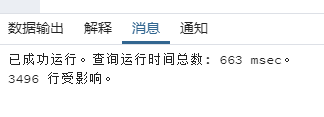 数据输出 解释 消息 通知
已成功运行。查询运行时间总数: 663 msec。
3496 行受影响。